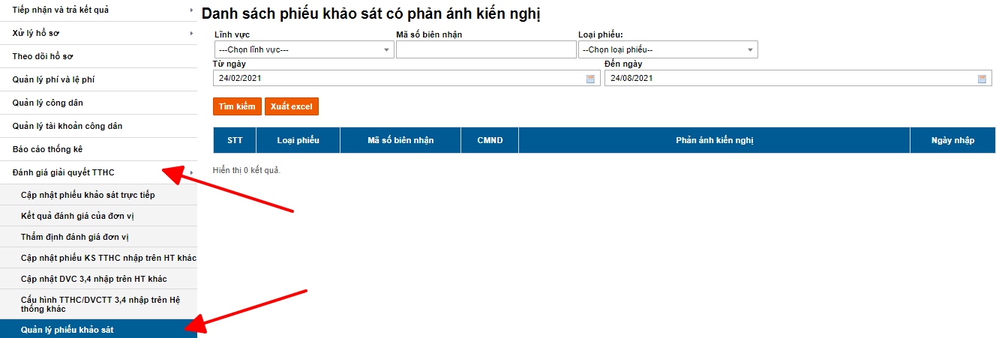 Tiếp nhận và trả kết quả
Xử lý hồ sơ
Theo dõi hồ sơ
Quản lý phí và lệ phí
Quản lý công dân
Quản lý tài khoản công dân
Báo cáo thống kê
Đánh giá giải quyết TTHC
Cập nhật phiếu khảo sát trực tiếp
Kết quả đánh giá của đơn vị
Thẩm định đánh giá đơn vị
Cập nhật phiếu KS TTHC nhập trên HT khác
Cập nhật DVC 3,4 nhập trên HT khác
Cấu hình TTHC/DVCTT 3,4 nhập trên Hệ
thống khác
Quản lý phiếu khảo sát
Danh sách phiếu khảo sát có phản ánh kiến nghị
Lĩnh vực Mã số biên nhận Loại phiếu:
---Chọn lĩnh vực--- --Chọn loại phiếu--
Từ ngày Đến ngày
24/02/2021 24/08/2021
Tìm kiếm Xuất excel
STT Loại phiếu Mã số biên nhận CMND Phản ánh kiến nghị Ngày nhập
Hiển thị 0 kết quả.